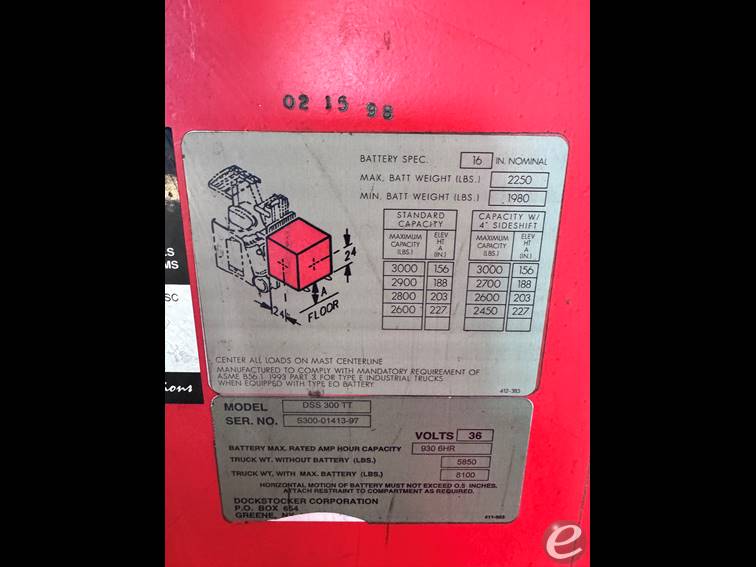 02 15 98
BATTERY SPEC. 16 IN. NOMINAL
MAX. BATT WEIGHT (LBS.) 2250
MIN. BATT WEIGHT (LBS.) 1980
STANDARD CAPACITY
MAXIMUM CAPACITY (LBS.) ELEV HT A (IN.)
3000 156
2900 188
2800 203
2600 227
CAPACITY W/ 4" SIDESHIFT
MAXIMUM CAPACITY (LBS.) ELEV HT A (IN.)
3000 156
2700 188
2600 203
2450 227
24
A
24
FLOOR
CENTER ALL LOADS ON MAST CENTERLINE
MANUFACTURED TO COMPLY WITH MANDATORY REQUIREMENT OF
ASME B56.1 1993 PART 3 FOR TYPE E INDUSTRIAL TRUCKS
WHEN EQUIPPED WITH TYPE EO BATTERY.
412-383
MODEL DSS 300 TT
SER. NO. S300-01413-97
VOLTS 36
BATTERY MAX. RATED AMP HOUR CAPACITY 930 6HR
TRUCK WT. WITHOUT BATTERY (LBS.) 5850
TRUCK WT. WITH MAX. BATTERY (LBS.) 8100
HORIZONTAL MOTION OF BATTERY MUST NOT EXCEED 0.5 INCHES.
ATTACH RESTRAINT TO COMPARTMENT AS REQUIRED.
DOCKSTOCKER CORPORATION
P.O. BOX 654
GREENE, N
LS
MS
SC
ions
e